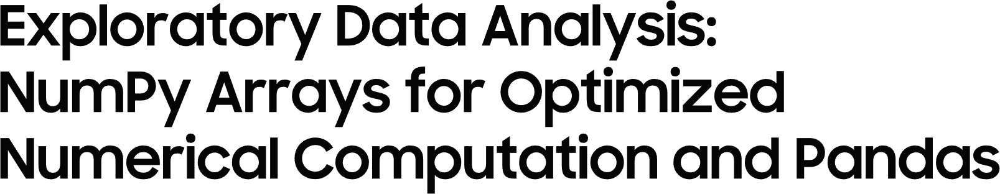 Exploratory Data Analysis:
NumPy Arrays for Optimized
Numerical Computation and Pandas